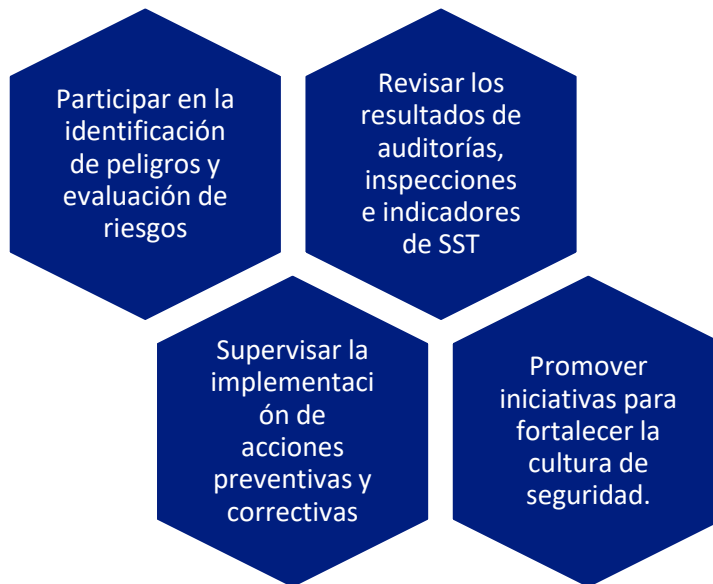 Participar en la
identificación
de peligros y
evaluación de
riesgos
Revisar los
resultados de
auditorías,
inspecciones
e indicadores
de SST
Supervisar la
implementaci
ón de
acciones
preventivas y
correctivas
Promover
iniciativas para
fortalecer la
cultura de
seguridad.